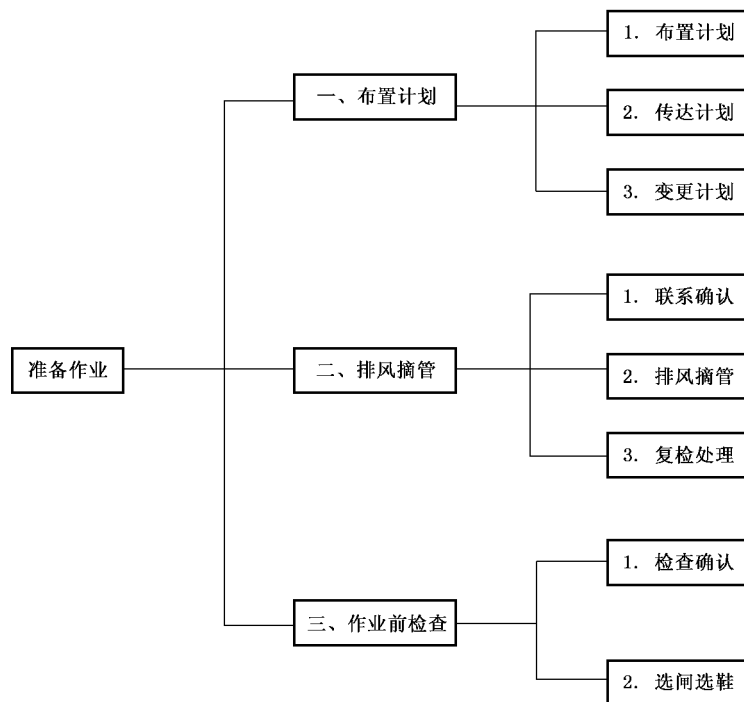 准备作业
一、布置计划
1. 布置计划
2. 传达计划
3. 变更计划
二、排风摘管
1. 联系确认
2. 排风摘管
3. 复检处理
三、作业前检查
1. 检查确认
2. 选闸选鞋